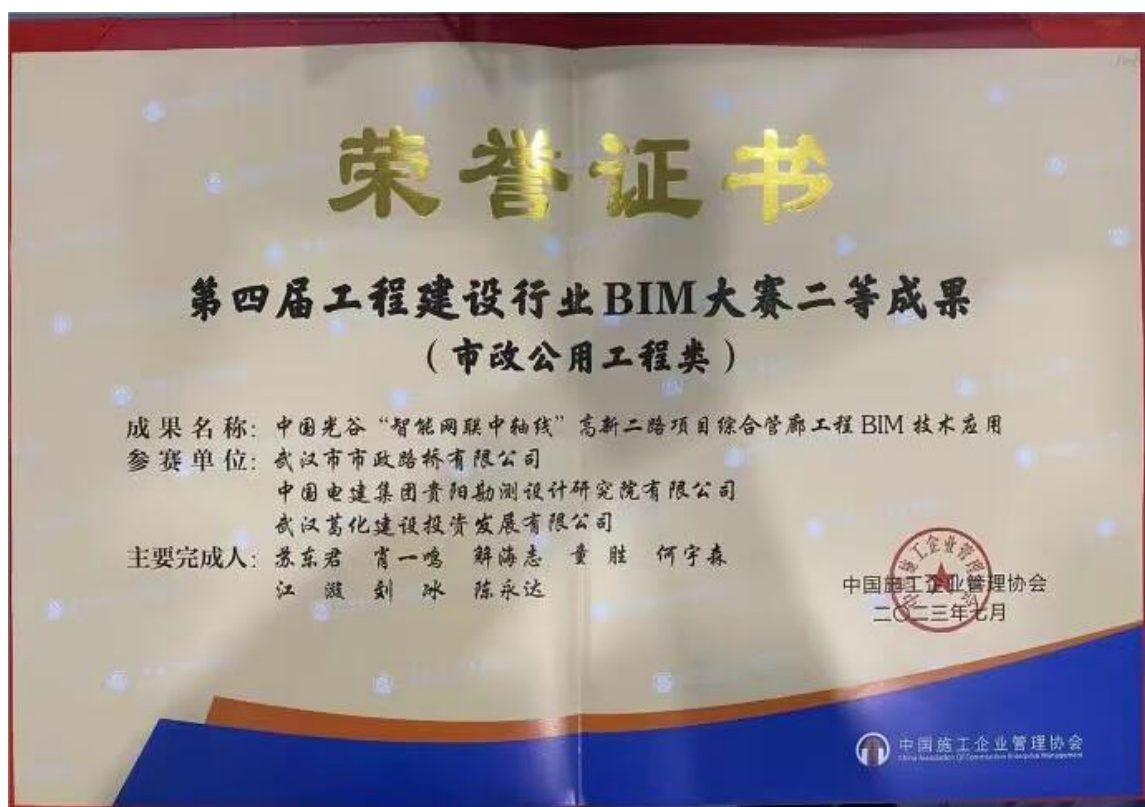 荣誉证书
第四届工程建设行业BIM大赛二等成果
（市政公用工程类）
成果名称：中国光谷“智能网联中轴线”高新二路项目综合管廊工程BIM技术应用
参赛单位：武汉市市政路桥有限公司
中国电建集团贵阳勘测设计研究院有限公司
武汉葛化建设投资发展有限公司
主要完成人：苏东君 肖一鸣 解海志 童胜 何宇森
江滪 刘冰 陈永达
中国施工企业管理协会
二〇二三年七月
中国施工企业管理协会
China Association Of Construction Enterprise Management